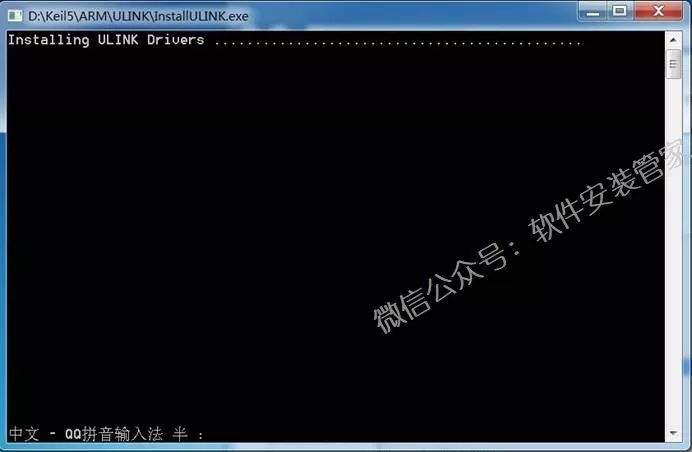 D:\Keil5\ARM\ULINK\InstallULINK.exe
Installing ULINK Drivers .............................................
微信公众号：软件安装管家
中文 - QQ拼音输入法 半 ：